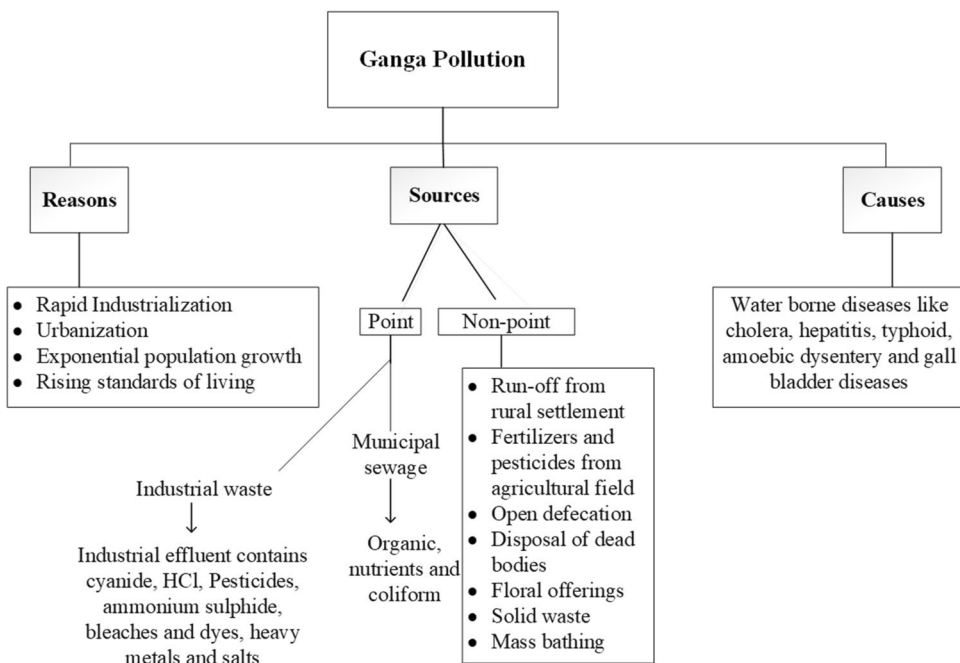 Ganga Pollution
Reasons
Sources
Causes
● Rapid Industrialization
● Urbanization
● Exponential population growth
● Rising standards of living
Point
Non-point
Water borne diseases like
cholera, hepatitis, typhoid,
amoebic dysentery and gall
bladder diseases
Industrial waste
Industrial effluent contains
cyanide, HCl, Pesticides,
ammonium sulphide,
bleaches and dyes, heavy
metals and salts
Municipal
sewage
Organic,
nutrients and
coliform
● Run-off from
rural settlement
● Fertilizers and
pesticides from
agricultural field
● Open defecation
● Disposal of dead
bodies
● Floral offerings
● Solid waste
● Mass bathing